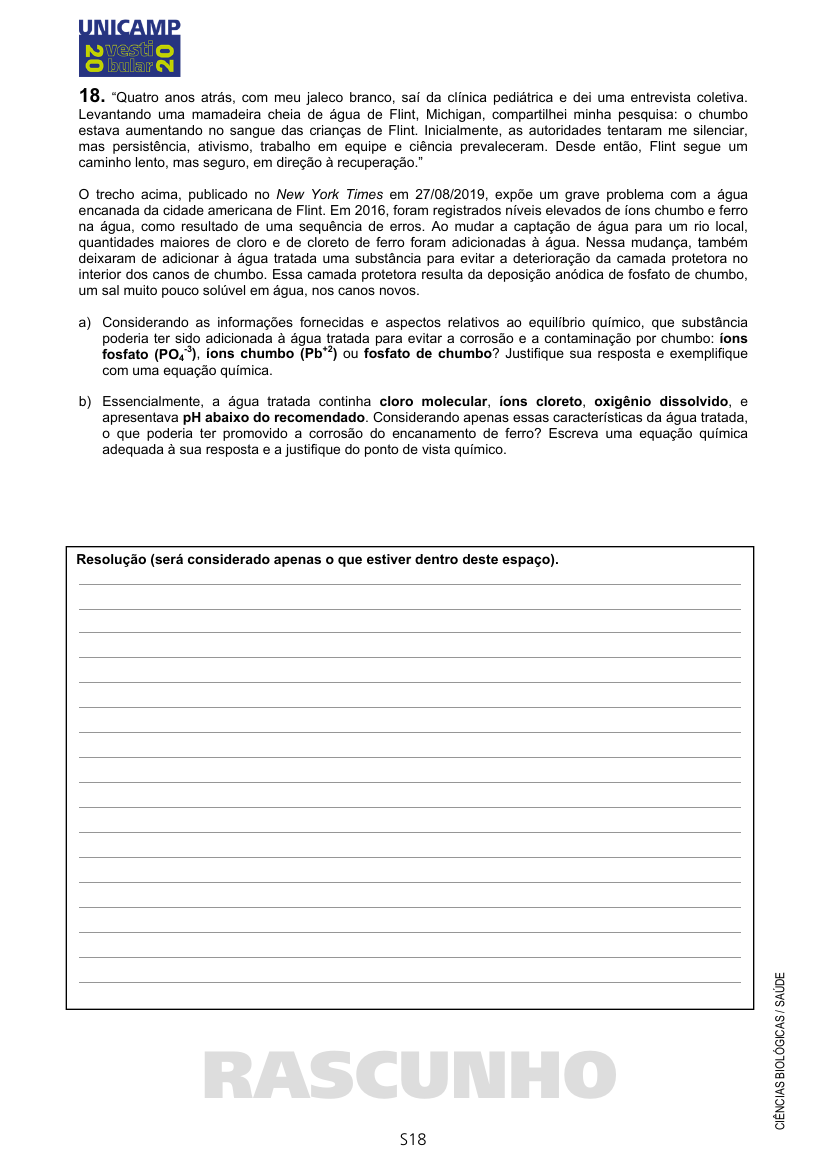 UNICAMP
20 vestibular 20
18. “Quatro anos atrás, com meu jaleco branco, saí da clínica pediátrica e dei uma entrevista coletiva.
Levantando uma mamadeira cheia de água de Flint, Michigan, compartilhei minha pesquisa: o chumbo
estava aumentando no sangue das crianças de Flint. Inicialmente, as autoridades tentaram me silenciar,
mas persistência, ativismo, trabalho em equipe e ciência prevaleceram. Desde então, Flint segue um
caminho lento, mas seguro, em direção à recuperação.”
O trecho acima, publicado no New York Times em 27/08/2019, expõe um grave problema com a água
encanada da cidade americana de Flint. Em 2016, foram registrados níveis elevados de íons chumbo e ferro
na água, como resultado de uma sequência de erros. Ao mudar a captação de água para um rio local,
quantidades maiores de cloro e de cloreto de ferro foram adicionadas à água. Nessa mudança, também
deixaram de adicionar à água tratada uma substância para evitar a deterioração da camada protetora no
interior dos canos de chumbo. Essa camada protetora resulta da deposição anódica de fosfato de chumbo,
um sal muito pouco solúvel em água, nos canos novos.
a) Considerando as informações fornecidas e aspectos relativos ao equilíbrio químico, que substância
poderia ter sido adicionada à água tratada para evitar a corrosão e a contaminação por chumbo: íons
fosfato (PO₄⁻³), íons chumbo (Pb⁺²) ou fosfato de chumbo? Justifique sua resposta e exemplifique
com uma equação química.
b) Essencialmente, a água tratada continha cloro molecular, íons cloreto, oxigênio dissolvido, e
apresentava pH abaixo do recomendado. Considerando apenas essas características da água tratada,
o que poderia ter promovido a corrosão do encanamento de ferro? Escreva uma equação química
adequada à sua resposta e a justifique do ponto de vista químico.
Resolução (será considerado apenas o que estiver dentro deste espaço).
CIÊNCIAS BIOLÓGICAS / SAÚDE
RASCUNHO
S18